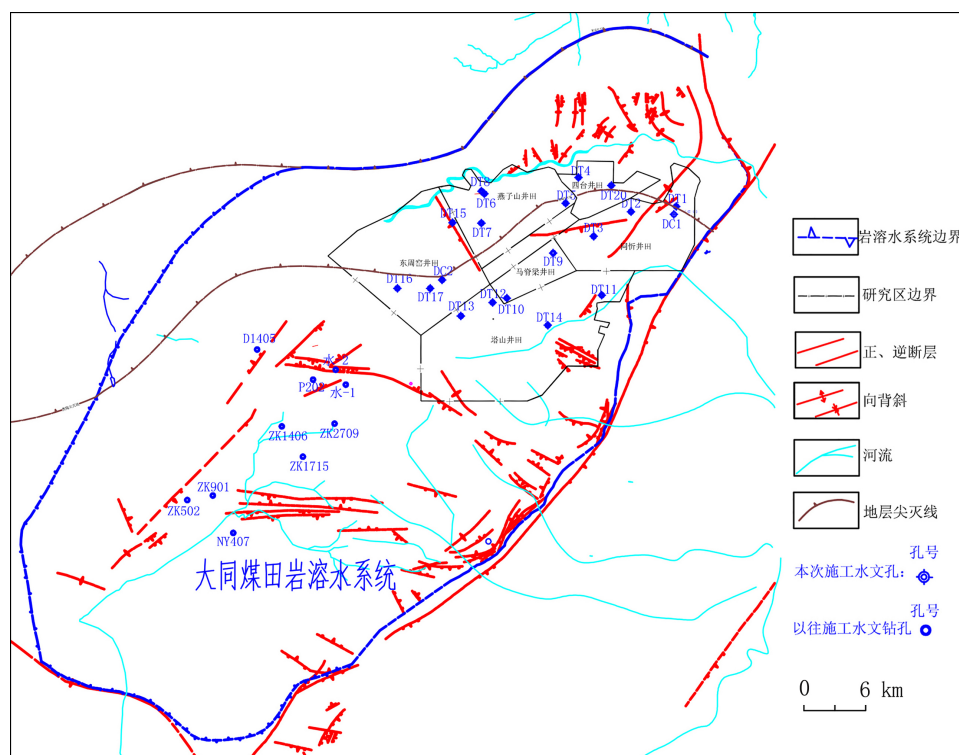 DT4
DT8
DT6
燕子山井田
四台井田
DT20
DT5
DT2
DT1
DC1
DT15
DT7
DT3
同忻井田
东周窑井田
DC2
马脊梁井田
DT9
DT16
DT17
DT12
DT10
DT11
DT13
DT14
塔山井田
D1405
水-2
P202
水-1
ZK1406
ZK2709
ZK1715
ZK901
ZK502
NY407
大同煤田岩溶水系统
岩溶水系统边界
研究区边界
正、逆断层
向背斜
河流
地层尖灭线
孔号
本次施工水文孔:
孔号
以往施工水文钻孔
0 6 km